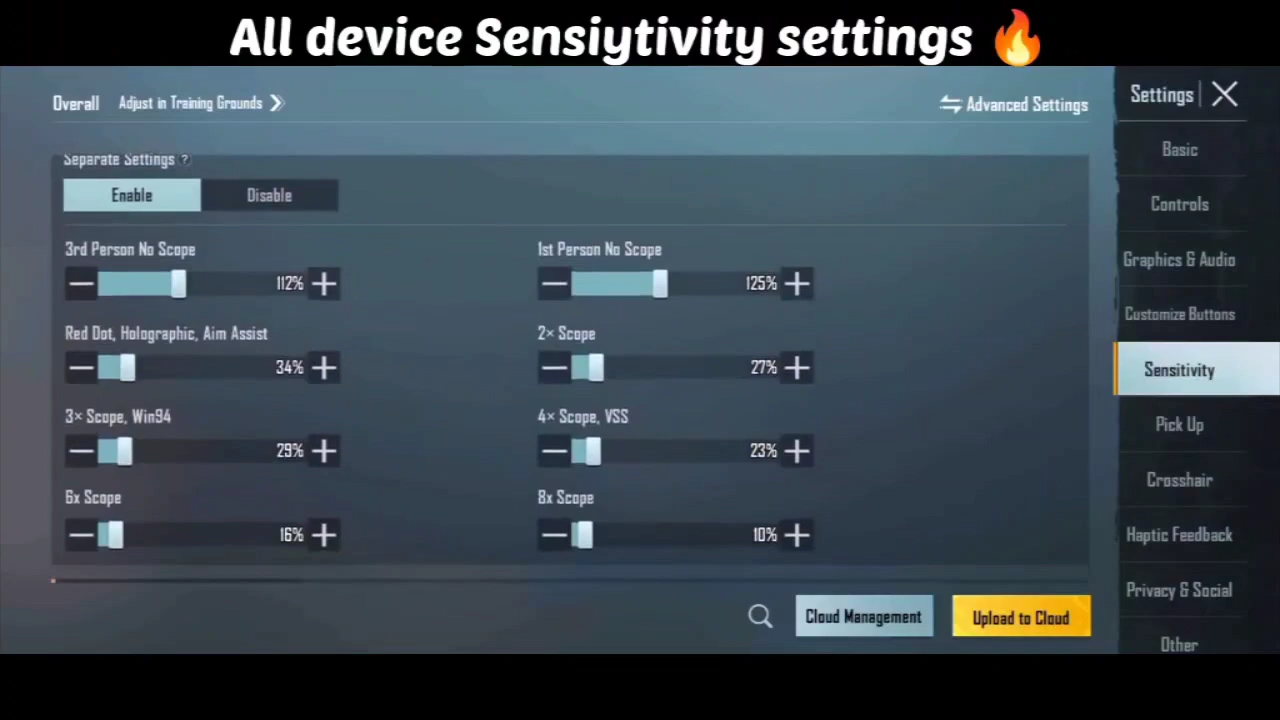 All device Sensiytivity settings 🔥
Overall Adjust in Training Grounds
Advanced Settings
Settings
Separate Settings ?
Enable Disable
3rd Person No Scope
112%
1st Person No Scope
125%
Red Dot, Holographic, Aim Assist
34%
2× Scope
27%
3× Scope, Win94
29%
4× Scope, VSS
23%
6x Scope
16%
8x Scope
10%
Cloud Management
Upload to Cloud
Basic
Controls
Graphics & Audio
Customize Buttons
Sensitivity
Pick Up
Crosshair
Haptic Feedback
Privacy & Social
Other